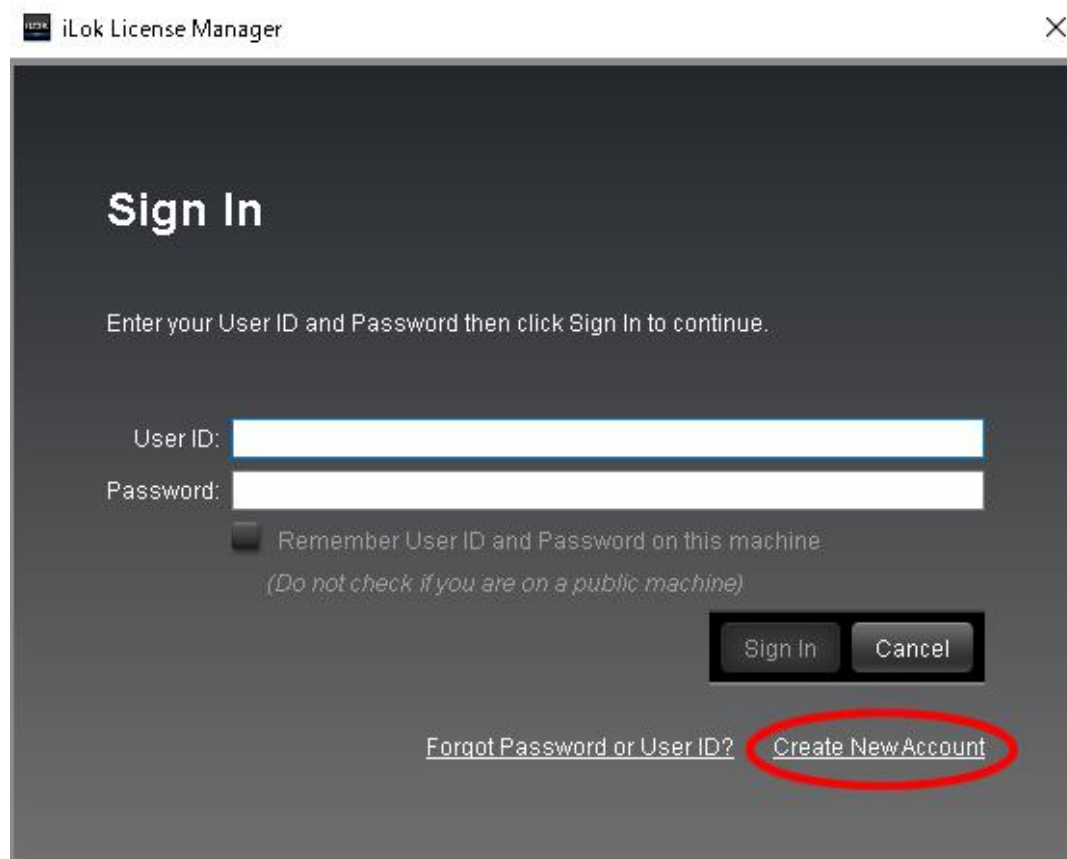 iLok License Manager
Sign In
Enter your User ID and Password then click Sign In to continue.
User ID:
Password:
Remember User ID and Password on this machine
(Do not check if you are on a public machine)
Sign In Cancel
Forgot Password or User ID? Create New Account